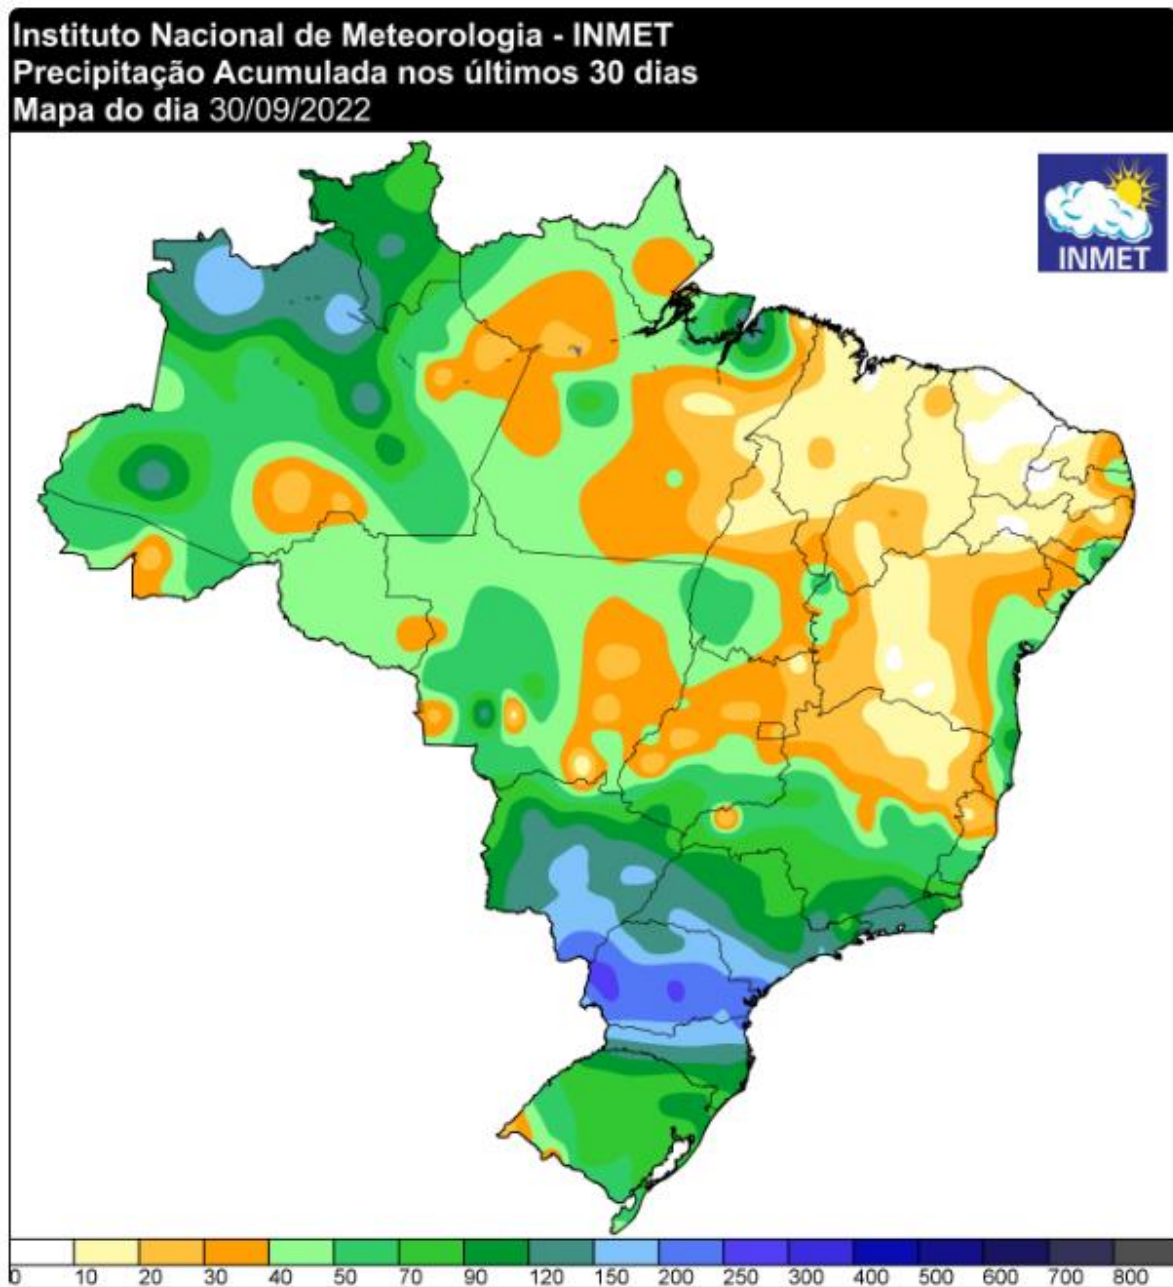 Instituto Nacional de Meteorologia - INMET
Precipitação Acumulada nos últimos 30 dias
Mapa do dia 30/09/2022
INMET
0 10 20 30 40 50 70 90 120 150 200 250 300 400 500 600 700 800